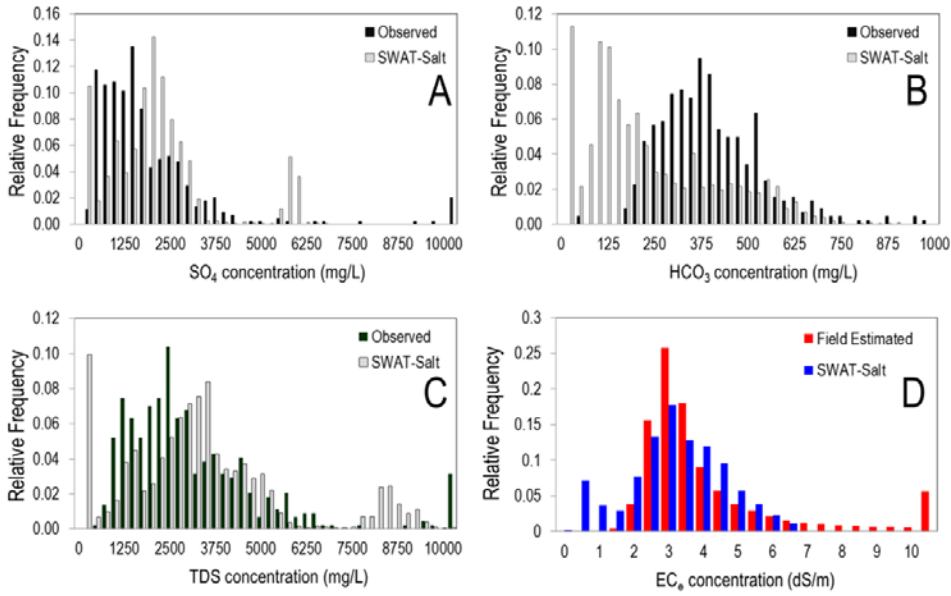 0.16
0.14
0.12
0.10
0.08
0.06
0.04
0.02
0.00
Relative Frequency
Observed
SWAT-Salt
A
0 1250 2500 3750 5000 6250 7500 8750 10000
SO₄ concentration (mg/L)
0.12
0.10
0.08
0.06
0.04
0.02
0.00
Relative Frequency
Observed
SWAT-Salt
B
0 125 250 375 500 625 750 875 1000
HCO₃ concentration (mg/L)
0.12
0.10
0.08
0.06
0.04
0.02
0.00
Relative Frequency
Observed
SWAT-Salt
C
0 1250 2500 3750 5000 6250 7500 8750 10000
TDS concentration (mg/L)
0.3
0.25
0.2
0.15
0.1
0.05
0
Relative Frequency
Field Estimated
SWAT-Salt
D
0 1 2 3 4 5 6 7 8 9 10
ECₑ concentration (dS/m)